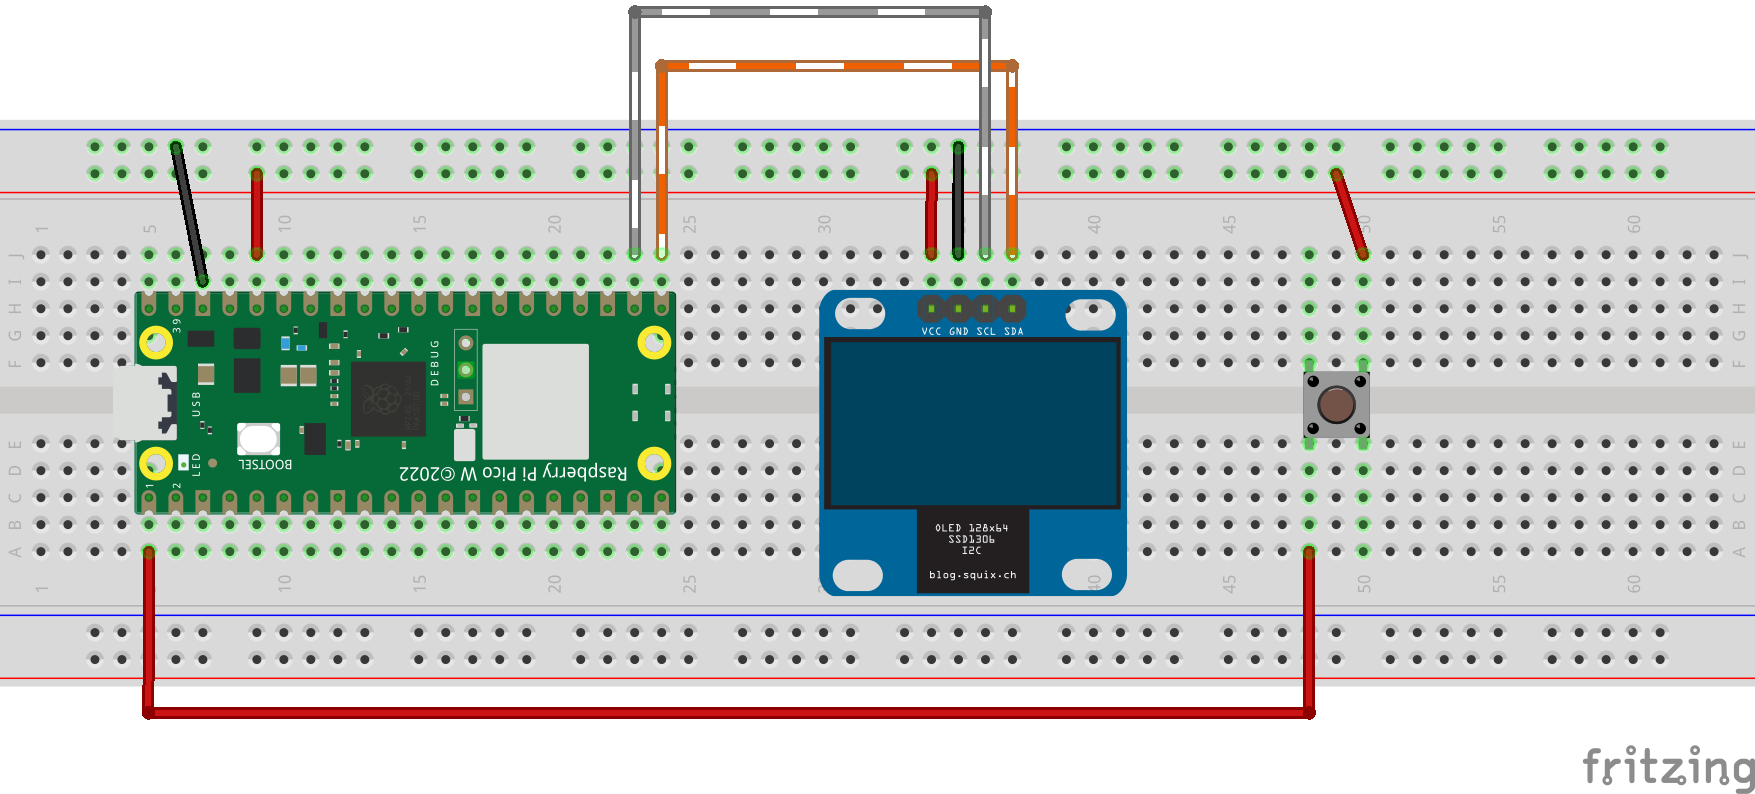 1 5 10 15 20 25 30 35 40 45 50 55 60
J J
I I
H H
G G
F F
39
DEBUG
VCC GND SCL SDA
USB
E E
D D
C C
B B
A A
LED
BOOTSEL
Raspberry Pi Pico W ©2022
1 2
OLED 128x64
SSD1306
I2C
blog.squix.ch
1 10 15 20 25 40 45 50 55 60
fritzing